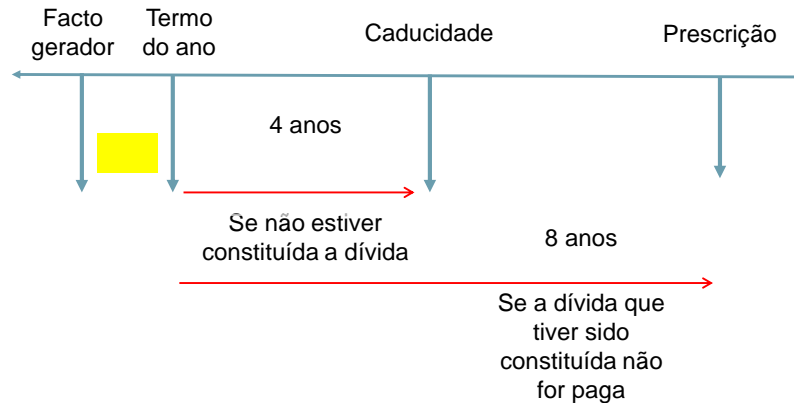 Facto
gerador
Termo
do ano
Caducidade
Prescrição
4 anos
Se não estiver
constituída a dívida
8 anos
Se a dívida que
tiver sido
constituída não
for paga